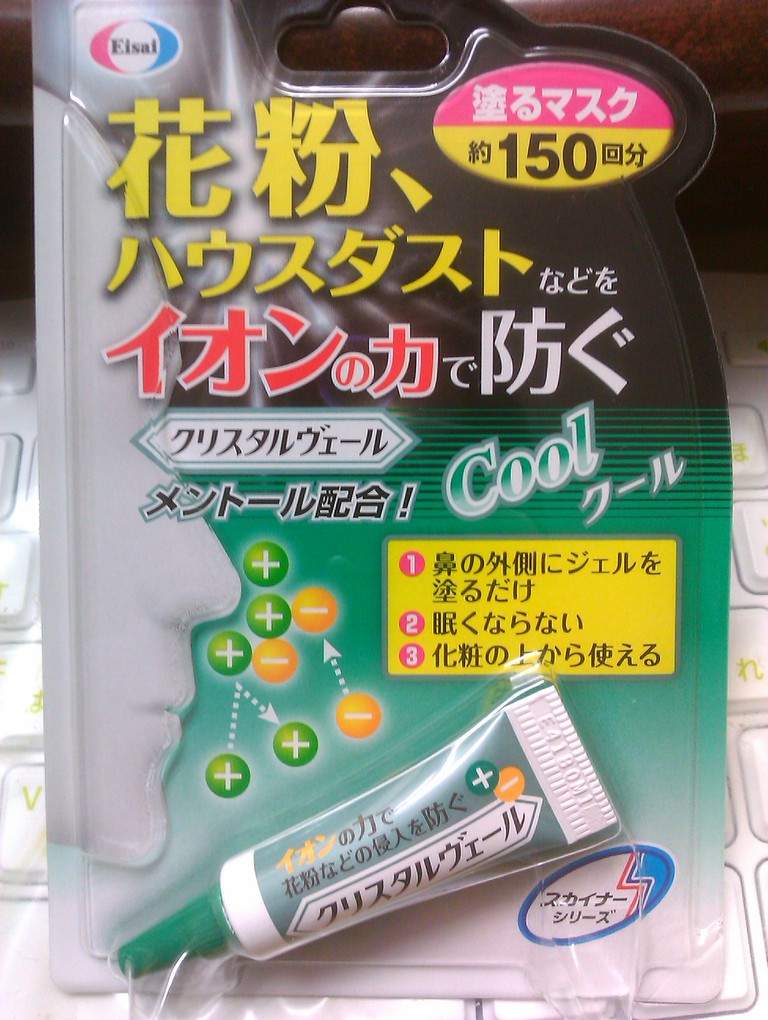 Eisai
塗るマスク
約150回分
花粉、
ハウスダストなどを
イオンの力で防ぐ
クリスタルヴェール
Cool
クール
メントール配合!
1 鼻の外側にジェルを
塗るだけ
2 眠くならない
3 化粧の上から使える
イオンの力で
花粉などの侵入を防ぐ
クリスタルヴェール
スカイナー
シリーズ